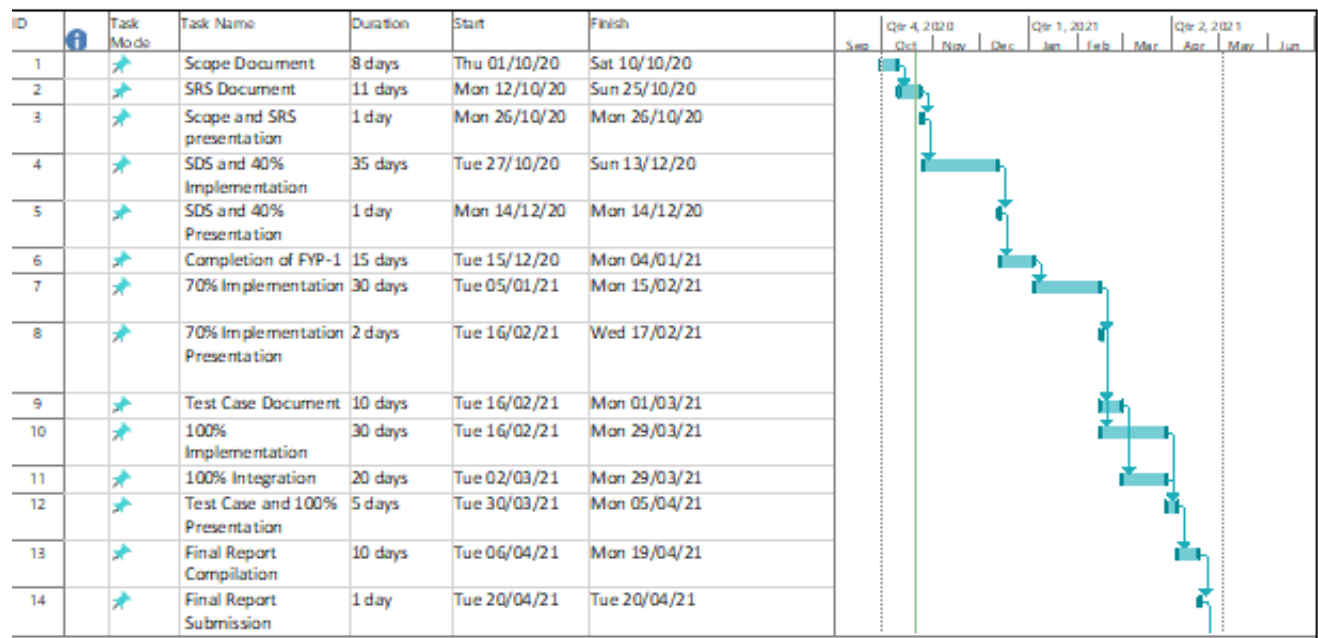 ID Task Mode Task Name Duration Start Finish
Qtr 4, 2020 Qtr 1, 2021 Qtr 2, 2021
Sep Oct Nov Dec Jan Feb Mar Apr May Jun
1 Scope Document 8 days Thu 01/10/20 Sat 10/10/20
2 SRS Document 11 days Mon 12/10/20 Sun 25/10/20
3 Scope and SRS presentation 1 day Mon 26/10/20 Mon 26/10/20
4 SDS and 40% Implementation 35 days Tue 27/10/20 Sun 13/12/20
5 SDS and 40% Presentation 1 day Mon 14/12/20 Mon 14/12/20
6 Completion of FYP-1 15 days Tue 15/12/20 Mon 04/01/21
7 70% Implementation 30 days Tue 05/01/21 Mon 15/02/21
8 70% Implementation Presentation 2 days Tue 16/02/21 Wed 17/02/21
9 Test Case Document 10 days Tue 16/02/21 Mon 01/03/21
10 100% Implementation 30 days Tue 16/02/21 Mon 29/03/21
11 100% Integration 20 days Tue 02/03/21 Mon 29/03/21
12 Test Case and 100% Presentation 5 days Tue 30/03/21 Mon 05/04/21
13 Final Report Compilation 10 days Tue 06/04/21 Mon 19/04/21
14 Final Report Submission 1 day Tue 20/04/21 Tue 20/04/21